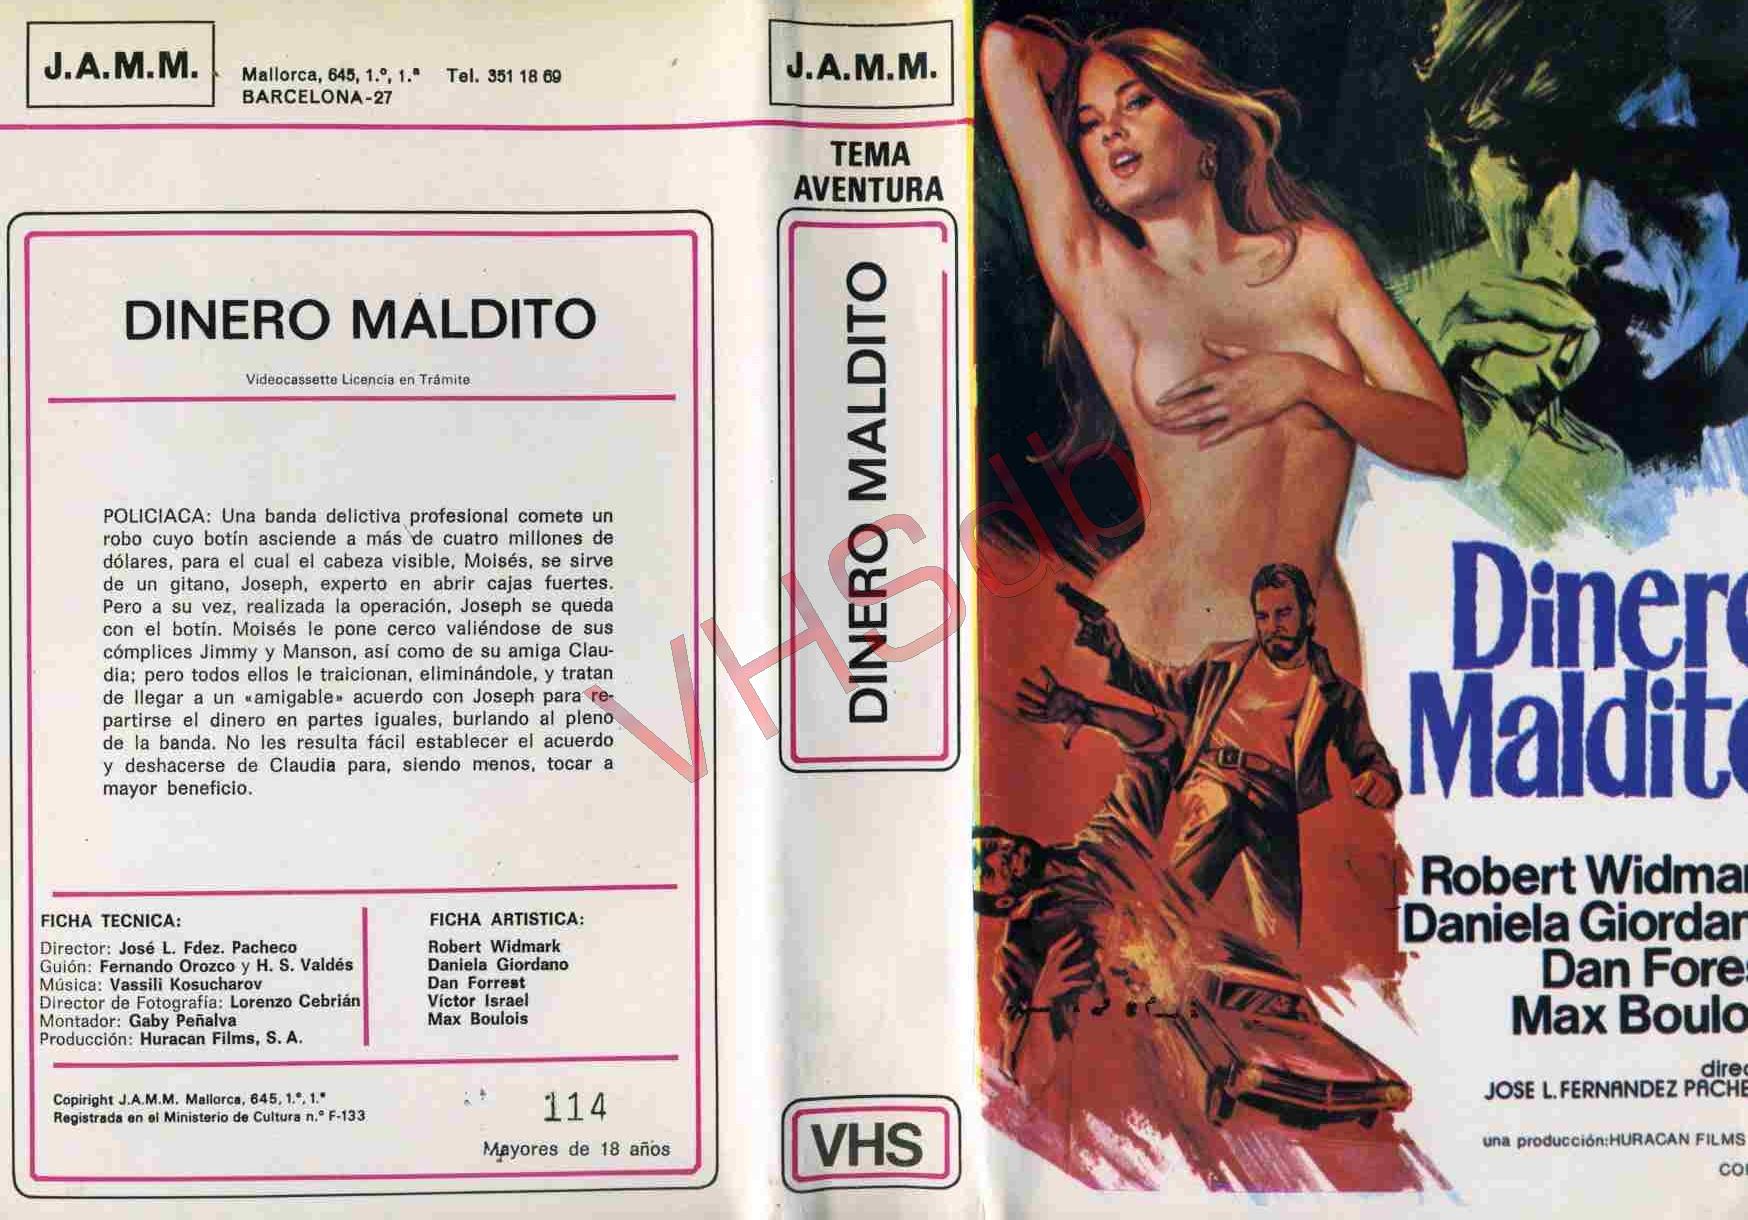 J.A.M.M.
Mallorca, 645, 1.º, 1.ª Tel. 351 18 69
BARCELONA-27
DINERO MALDITO
Videocassette Licencia en Trámite
POLICIACA: Una banda delictiva profesional comete un
robo cuyo botín asciende a más de cuatro millones de
dólares, para el cual el cabeza visible, Moisés, se sirve
de un gitano, Joseph, experto en abrir cajas fuertes.
Pero a su vez, realizada la operación, Joseph se queda
con el botín. Moisés le pone cerco valiéndose de sus
cómplices Jimmy y Manson, así como de su amiga Clau-
dia; pero todos ellos le traicionan, eliminándole, y tratan
de llegar a un «amigable» acuerdo con Joseph para re-
partirse el dinero en partes iguales, burlando al pleno
de la banda. No les resulta fácil establecer el acuerdo
y deshacerse de Claudia para, siendo menos, tocar a
mayor beneficio.
FICHA TECNICA:
Director: José L. Fdez. Pacheco
Guión: Fernando Orozco y H. S. Valdés
Música: Vassili Kosucharov
Director de Fotografía: Lorenzo Cebrián
Montador: Gaby Peñalva
Producción: Huracan Films, S. A.
FICHA ARTISTICA:
Robert Widmark
Daniela Giordano
Dan Forrest
Víctor Israel
Max Boulois
Copiright J.A.M.M. Mallorca, 645, 1.º, 1.ª
Registrada en el Ministerio de Cultura n.º F-133
114
Mayores de 18 años
J.A.M.M.
TEMA
AVENTURA
DINERO MALDITO
VHS
VHSdb
Dinero
Maldito
Robert Widmar
Daniela Giordan
Dan Fores
Max Boulo
direc
JOSE L. FERNANDEZ PACHE
una producción:HURACAN FILMS
CO